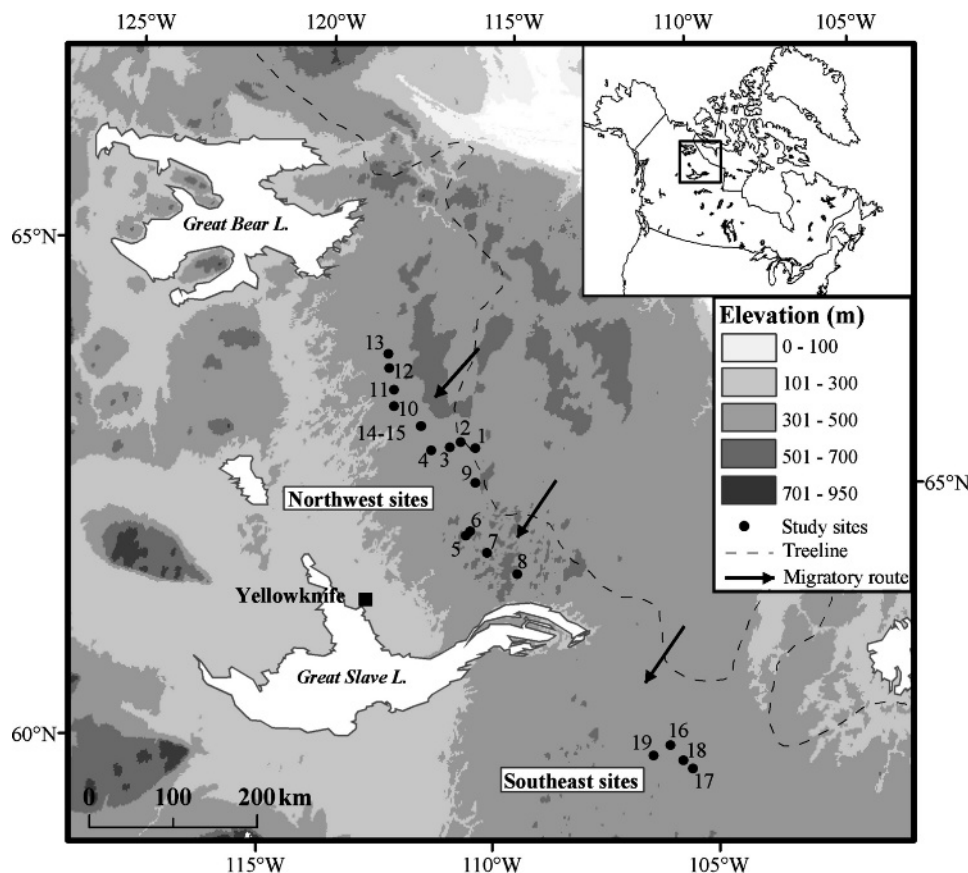 125°W 120°W 115°W 110°W 105°W
65°N
Great Bear L.
Elevation (m)
0 - 100
101 - 300
301 - 500
501 - 700
701 - 950
Study sites
Treeline
Migratory route
13
12
11
10
14-15
2
1
4
3
9
65°N
Northwest sites
6
5
7
8
Yellowknife
Great Slave L.
60°N
16
19
18
17
Southeast sites
0 100 200 km
115°W 110°W 105°W